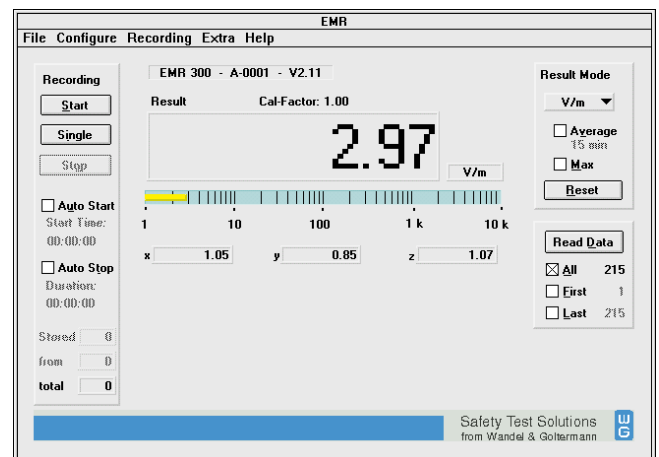 EMR
File Configure Recording Extra Help
Recording
Start
Single
Stop
Auto Start
Start Time:
00:00:00
Auto Stop
Duration:
00:00:00
Stored 0
from 0
total 0
EMR 300 - A-0001 - V2.11
Result Cal-Factor: 1.00
2.97
V/m
1 10 100 1 k 10 k
x 1.05 y 0.85 z 1.07
Result Mode
V/m
Average
15 min
Max
Reset
Read Data
All 215
First 1
Last 215
Safety Test Solutions
from Wandel & Goltermann
WG